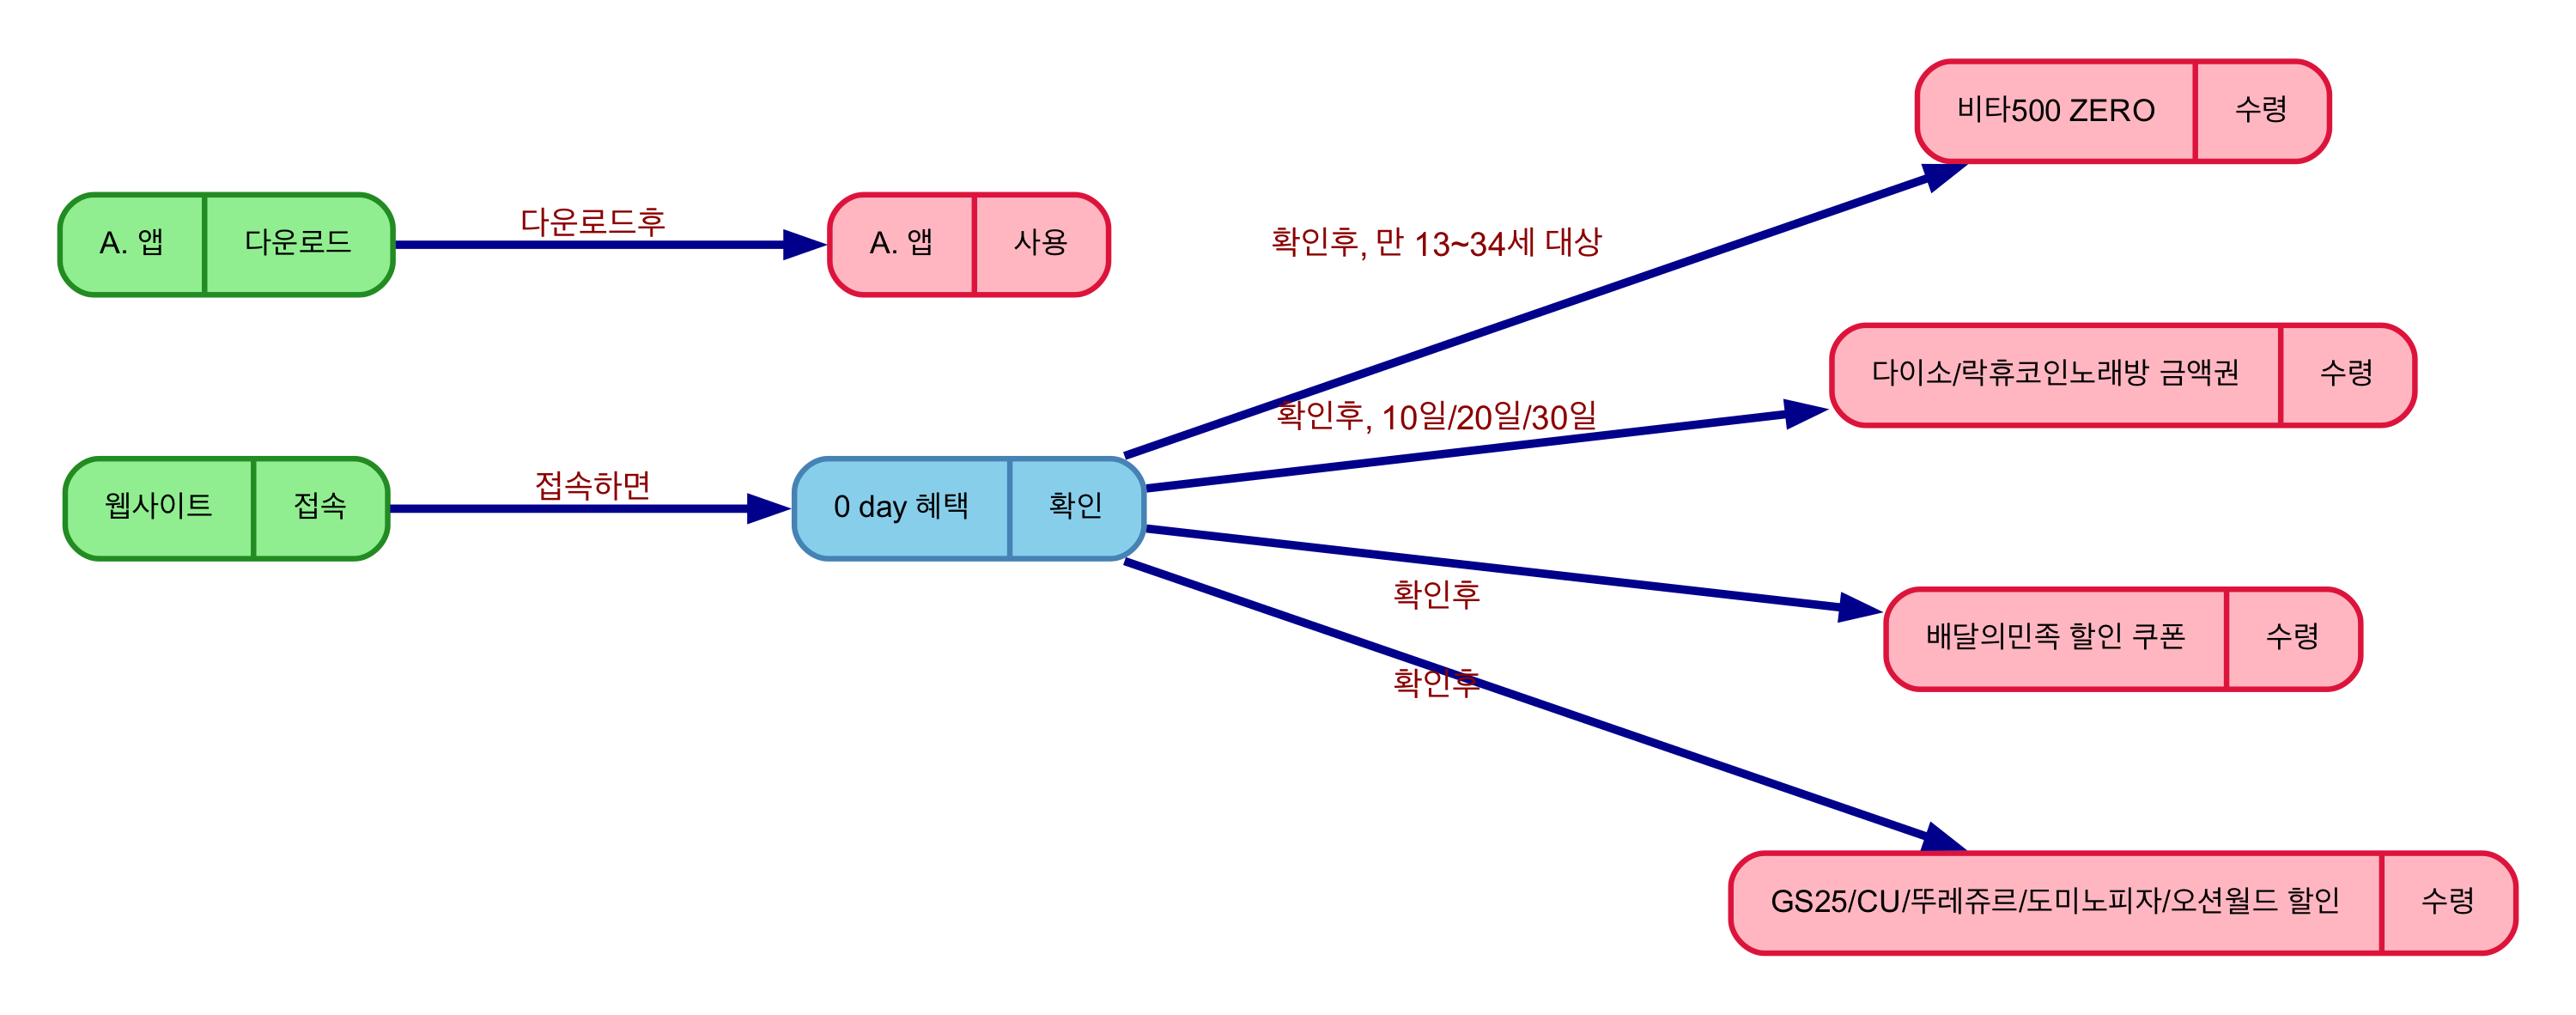 비타500 ZERO 수령
A. 앱 다운로드
다운로드후
A. 앱 사용
확인후, 만 13~34세 대상
다이소/락휴코인노래방 금액권 수령
확인후, 10일/20일/30일
웹사이트 접속
접속하면
0 day 혜택 확인
확인후
배달의민족 할인 쿠폰 수령
확인후
GS25/CU/뚜레쥬르/도미노피자/오션월드 할인 수령